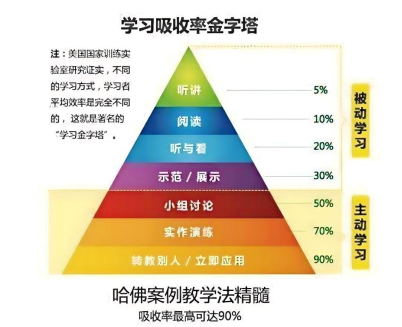 学习吸收率金字塔
注：美国国家训练实
验室研究证实，不同
的学习方式，学习者
平均效率是完全不同
的，这就是著名的
“学习金字塔”。
听讲 5%
阅读 10%
听与看 20%
示范 / 展示 30%
被动学习
小组讨论 50%
实作演练 70%
转教别人 / 立即应用 90%
主动学习
哈佛案例教学法精髓
吸收率最高可达90%